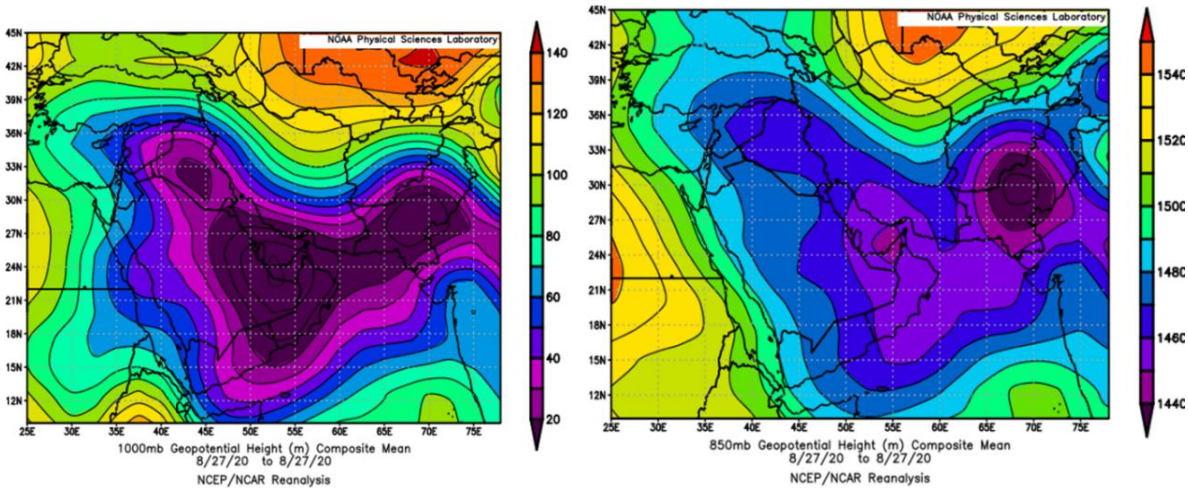 NOAA Physical Sciences Laboratory
45N
42N
39N
36N
33N
30N
27N
24N
21N
18N
15N
12N
25E 30E 35E 40E 45E 50E 55E 60E 65E 70E 75E
140
120
100
80
60
40
20
1000mb Geopotential Height (m) Composite Mean
8/27/20 to 8/27/20
NCEP/NCAR Reanalysis
NOAA Physical Sciences Laboratory
45N
42N
39N
36N
33N
30N
27N
24N
21N
18N
15N
12N
25E 30E 35E 40E 45E 50E 55E 60E 65E 70E 75E
1540
1520
1500
1480
1460
1440
850mb Geopotential Height (m) Composite Mean
8/27/20 to 8/27/20
NCEP/NCAR Reanalysis